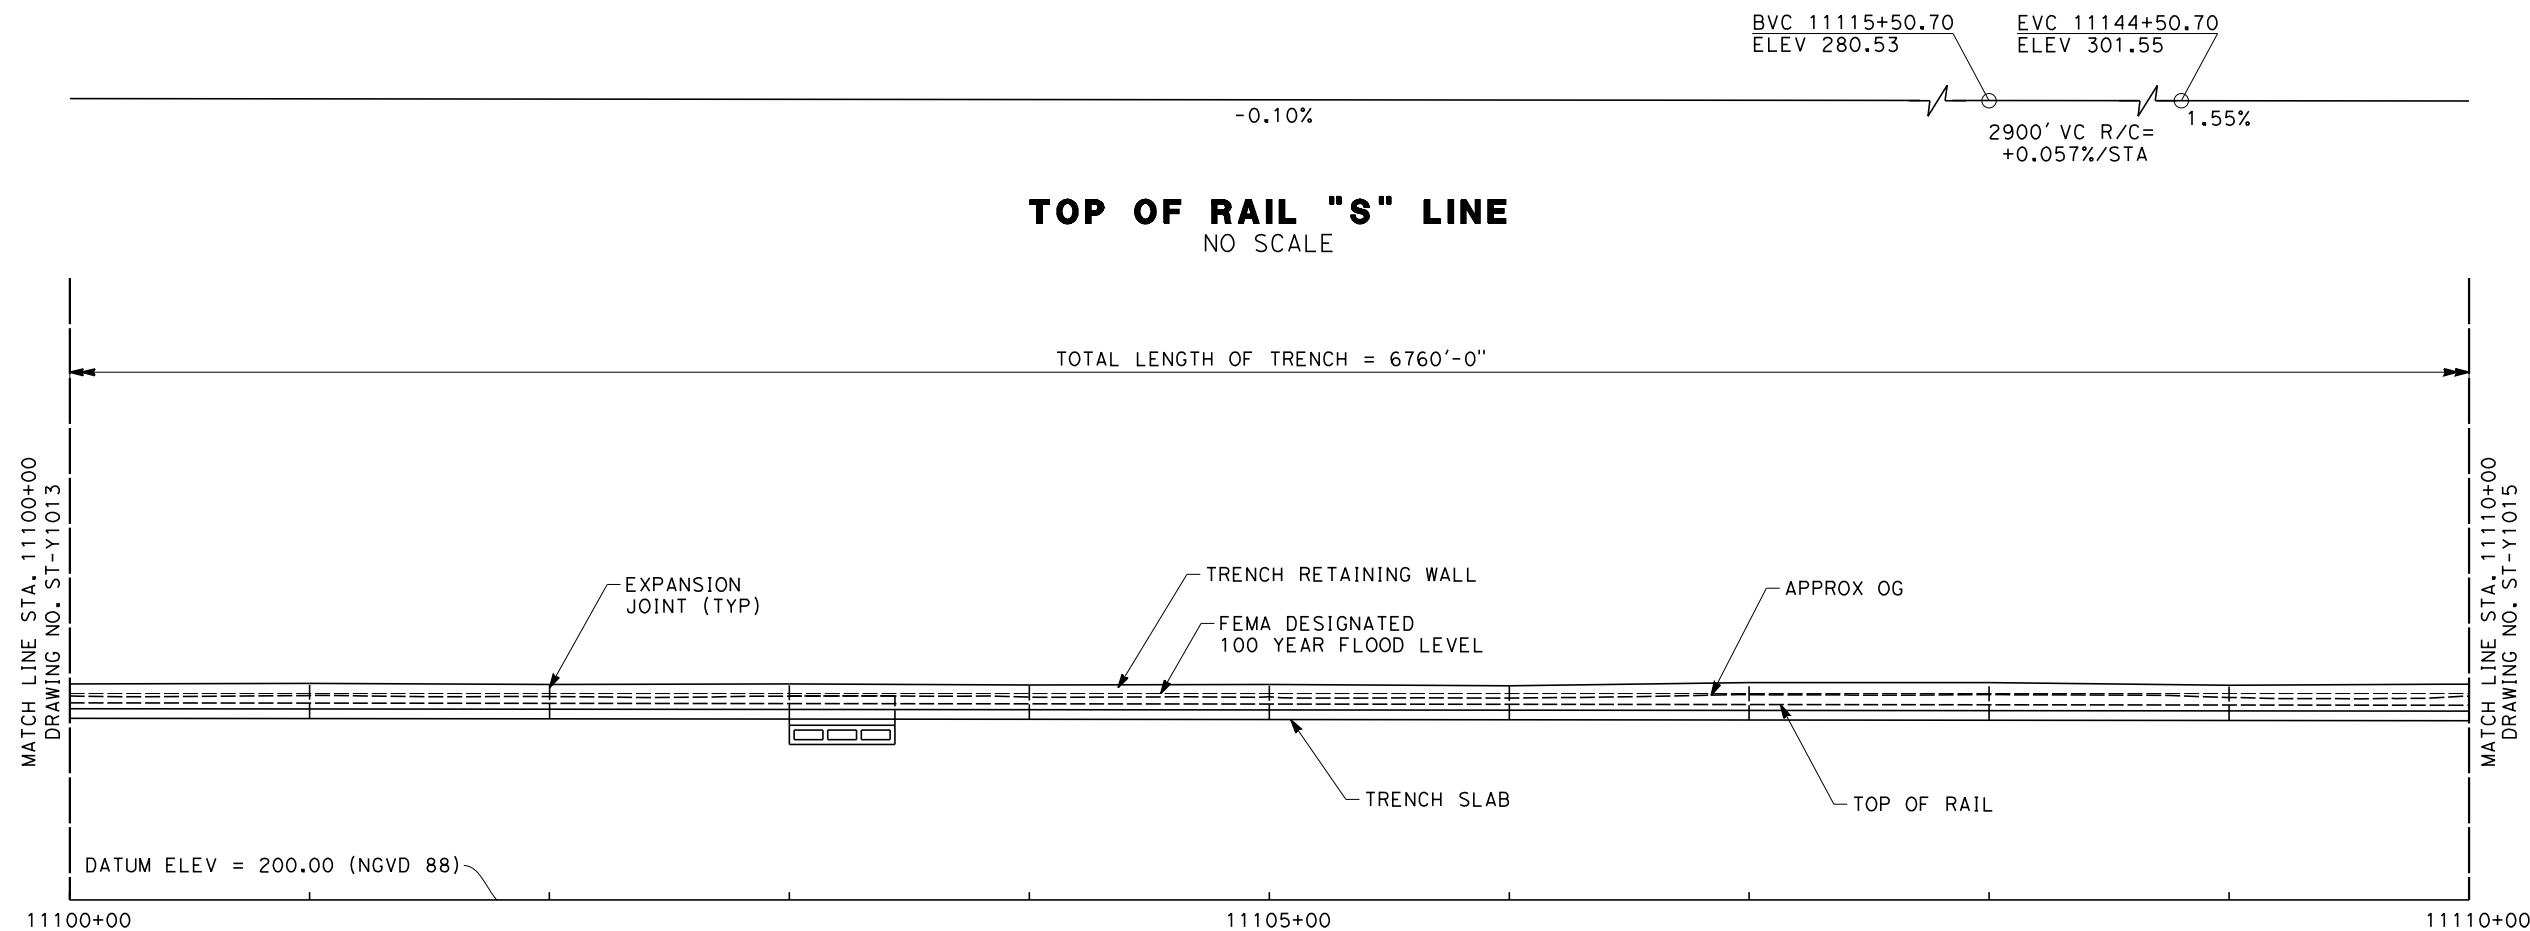 BVC 11115+50.70
ELEV 280.53
EVC 11144+50.70
ELEV 301.55
-0.10%
1.55%
2900' VC R/C=
+0.057%/STA
TOP OF RAIL "S" LINE
NO SCALE
TOTAL LENGTH OF TRENCH = 6760'-0"
MATCH LINE STA. 11100+00
DRAWING NO. ST-Y1013
MATCH LINE STA. 11110+00
DRAWING NO. ST-Y1015
EXPANSION
JOINT (TYP)
TRENCH RETAINING WALL
FEMA DESIGNATED
100 YEAR FLOOD LEVEL
APPROX OG
TRENCH SLAB
TOP OF RAIL
DATUM ELEV = 200.00 (NGVD 88)
11100+00
11105+00
11110+00